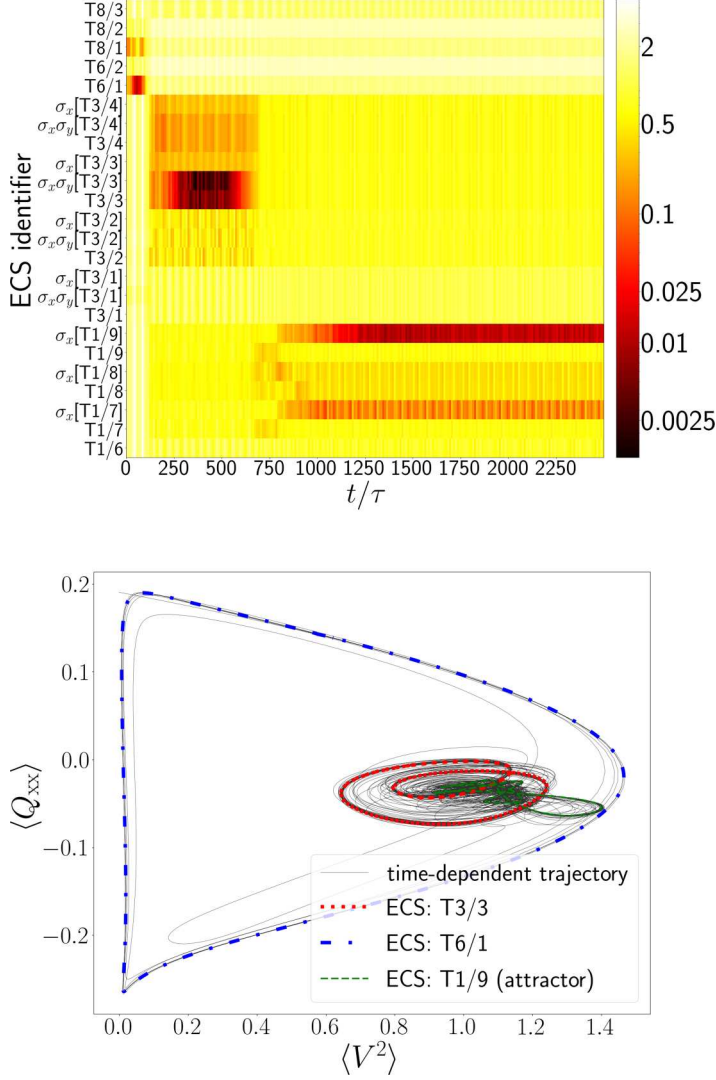 T8/3
T8/2
T8/1
T6/2
T6/1
σx[T3/4]
σxσy[T3/4]
T3/4
σx[T3/3]
σxσy[T3/3]
T3/3
σx[T3/2]
σxσy[T3/2]
T3/2
σx[T3/1]
σxσy[T3/1]
T3/1
σx[T1/9]
T1/9
σx[T1/8]
T1/8
σx[T1/7]
T1/7
T1/6
ECS identifier
0 250 500 750 1000 1250 1500 1750 2000 2250
t/τ
2
0.5
0.1
0.025
0.01
0.0025
0.2
0.1
0.0
−0.1
−0.2
⟨Qxx⟩
time-dependent trajectory
ECS: T3/3
ECS: T6/1
ECS: T1/9 (attractor)
0.0 0.2 0.4 0.6 0.8 1.0 1.2 1.4
⟨V²⟩